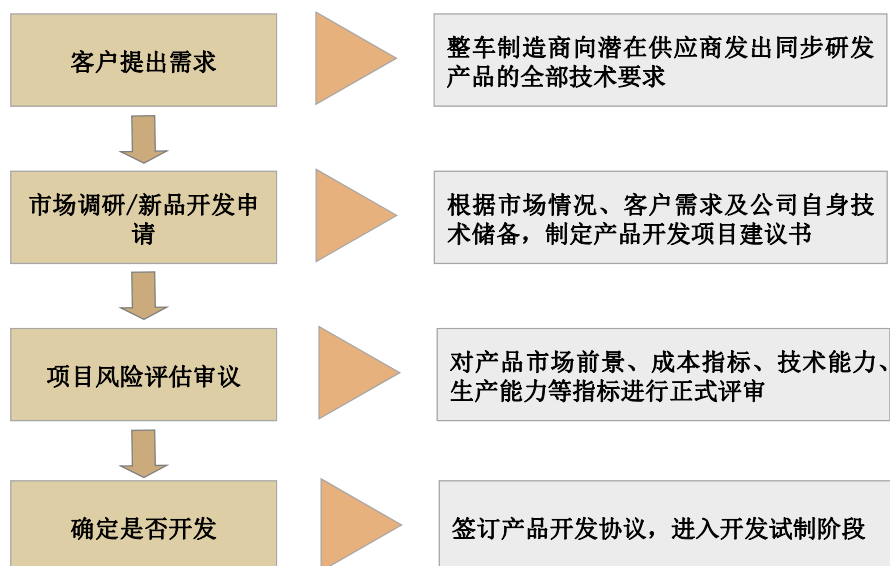 客户提出需求
整车制造商向潜在供应商发出同步研发
产品的全部技术要求
市场调研/新品开发申
请
根据市场情况、客户需求及公司自身技
术储备，制定产品开发项目建议书
项目风险评估审议
对产品市场前景、成本指标、技术能力、
生产能力等指标进行正式评审
确定是否开发
签订产品开发协议，进入开发试制阶段